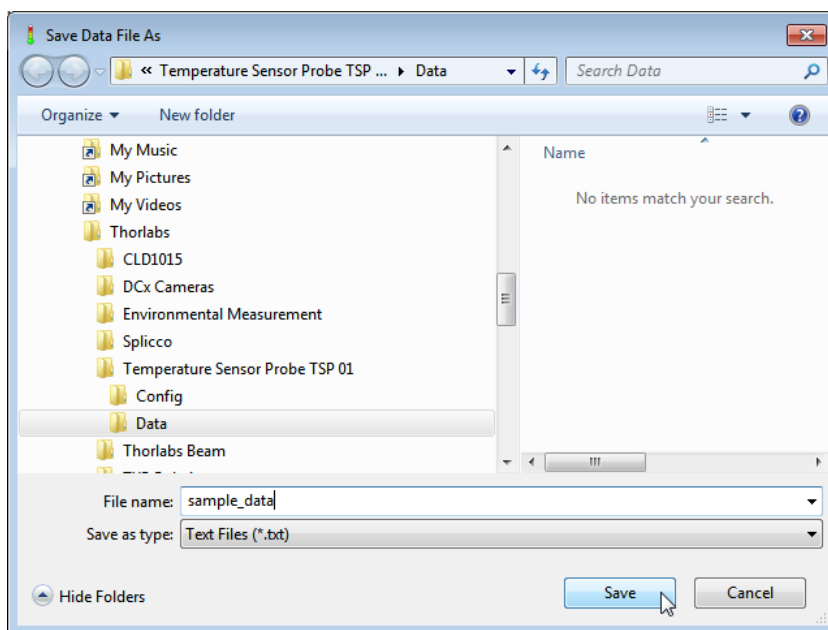 Save Data File As
« Temperature Sensor Probe TSP ... ▸ Data
Search Data
Organize
New folder
My Music
My Pictures
My Videos
Thorlabs
CLD1015
DCx Cameras
Environmental Measurement
Splicco
Temperature Sensor Probe TSP 01
Config
Data
Thorlabs Beam
Name
No items match your search.
File name: sample_data
Save as type: Text Files (*.txt)
Hide Folders
Save
Cancel